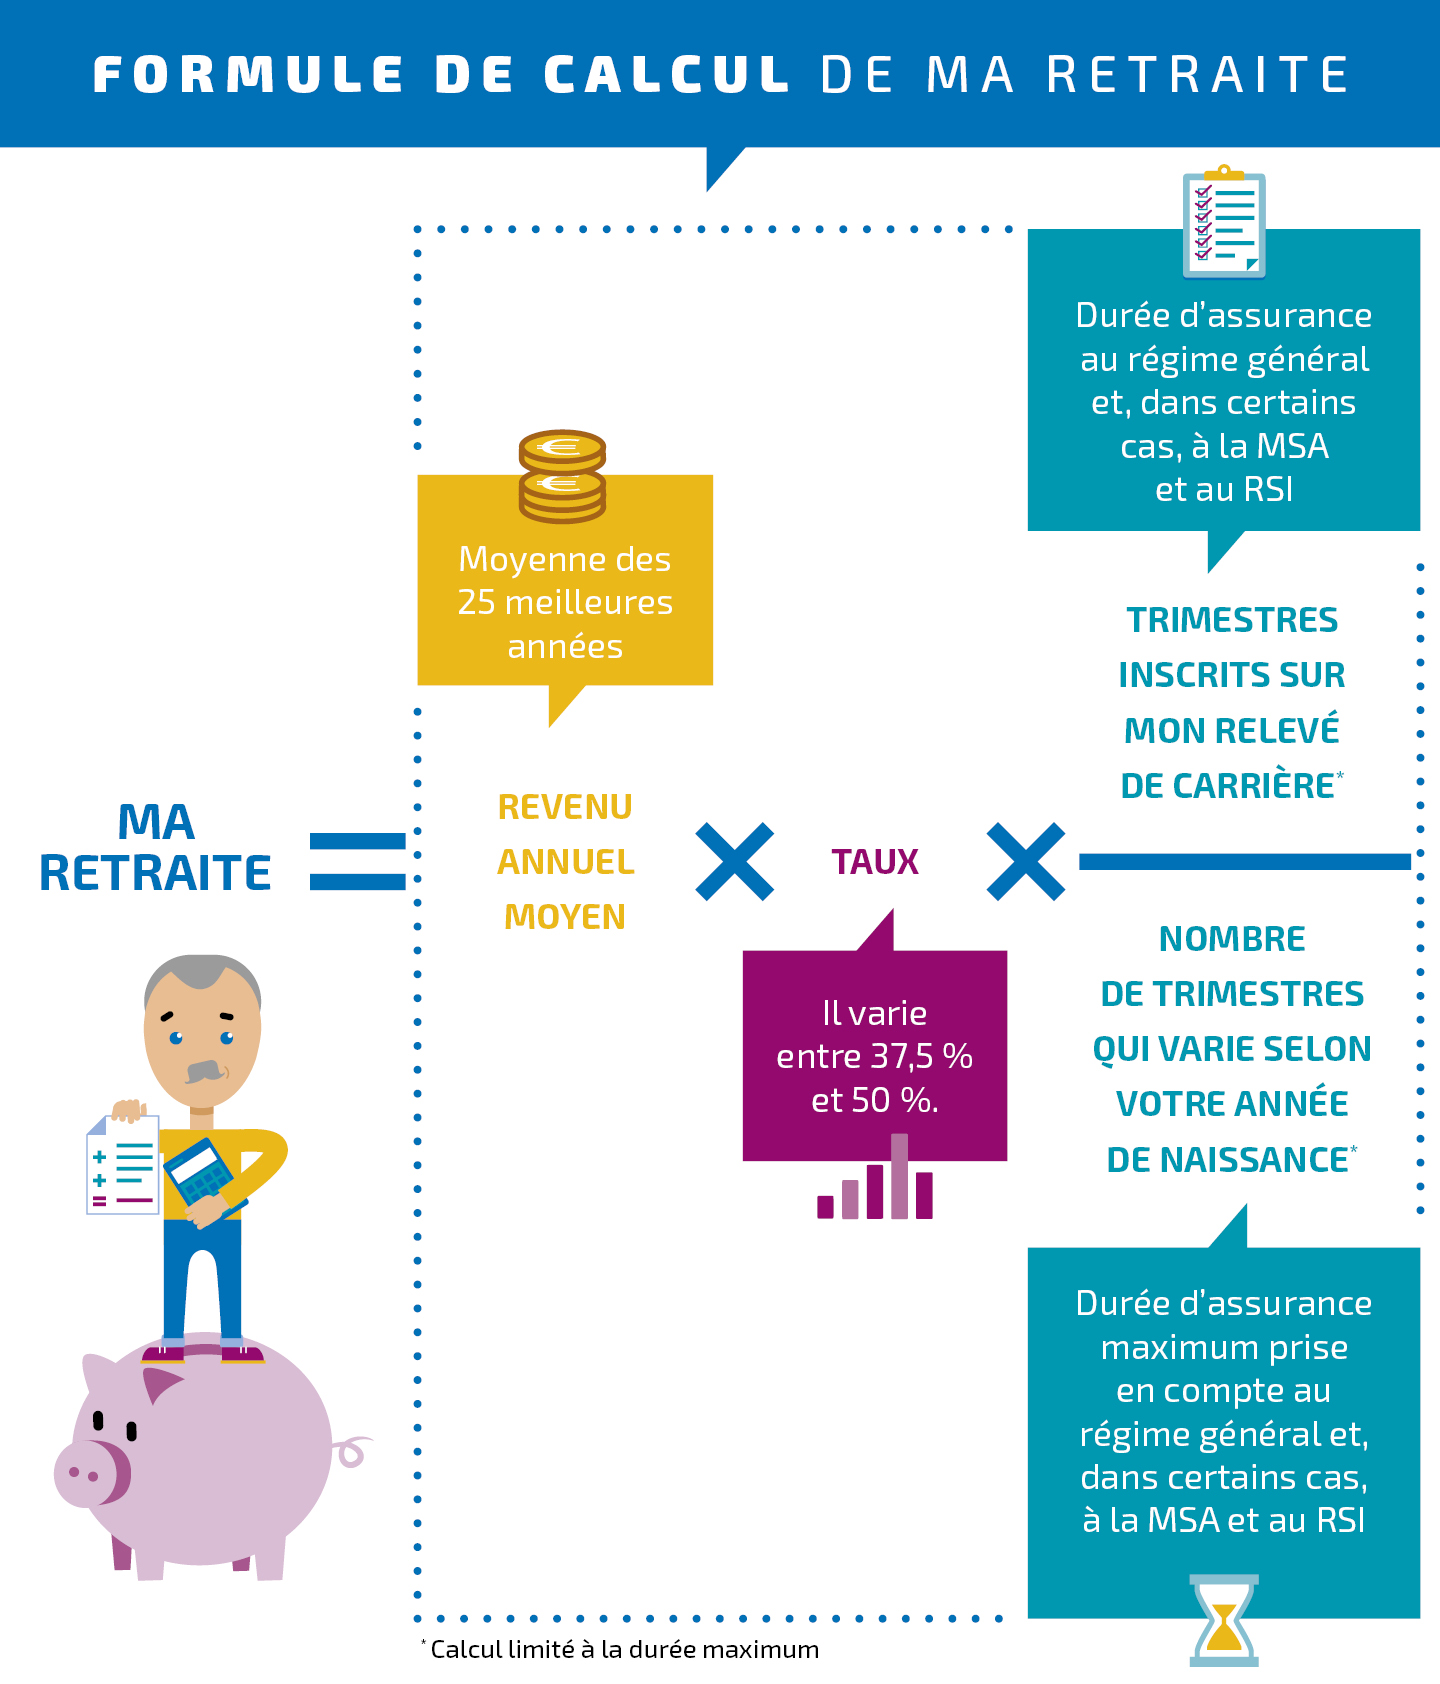 FORMULE DE CALCUL DE MA RETRAITE
Durée d'assurance
au régime général
et, dans certains
cas, à la MSA
et au RSI
Moyenne des
25 meilleures
années
TRIMESTRES
INSCRITS SUR
MON RELEVÉ
DE CARRIÈRE*
MA
RETRAITE
=
REVENU
ANNUEL
MOYEN
×
TAUX
×
Il varie
entre 37,5 %
et 50 %.
NOMBRE
DE TRIMESTRES
QUI VARIE SELON
VOTRE ANNÉE
DE NAISSANCE*
Durée d'assurance
maximum prise
en compte au
régime général et,
dans certains cas,
à la MSA et au RSI
* Calcul limité à la durée maximum